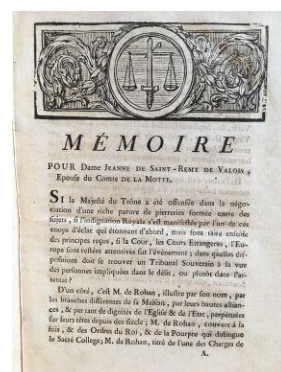 MÉMOIRE
POUR Dame JEANNE DE SAINT-REMY DE VALOIS,
Epouse du Comte DE LA MOTTE.
SI la Majesté du Trône a été offensée dans la négo-
ciation d'une riche parure de pierreries formée entre des
Sujets, si l'indignation Royale s'est manifestée par l'un de ces
coups d'éclat qui étonnent d'abord, mais font taire ensuite
des principes reçus, si la Cour, les Cours Etrangeres, l'Eu-
rope sont restées attentives sur l'événement; dans quelles dis-
positions doit se trouver un Tribunal Souverain à la vue
des personnes impliquées dans le délit, ou plutôt dans l'at-
tentat?
D'un côté, c'est M. de Rohan, illustre par son nom, par
les branches différentes de sa Maison, par leurs hautes allian-
ces, & par tant de dignités de l'Eglise & de l'Etat, perpétuées
sur leurs têtes depuis des siecles; M. de Rohan, couvert à la
fois, & des Ordres du Roi, & de la Pourpre qui distingue
le Sacré College; M. de Rohan, titré de l'une des Charges de
A.